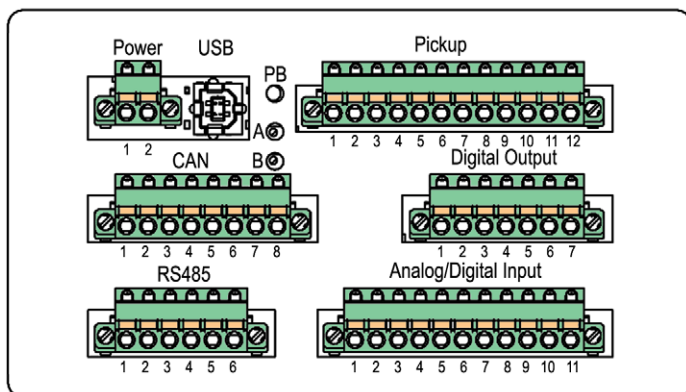 Power USB Pickup
PB
A
1 2 1 2 3 4 5 6 7 8 9 10 11 12
CAN B Digital Output
1 2 3 4 5 6 7 8 1 2 3 4 5 6 7
RS485 Analog/Digital Input
1 2 3 4 5 6 1 2 3 4 5 6 7 8 9 10 11